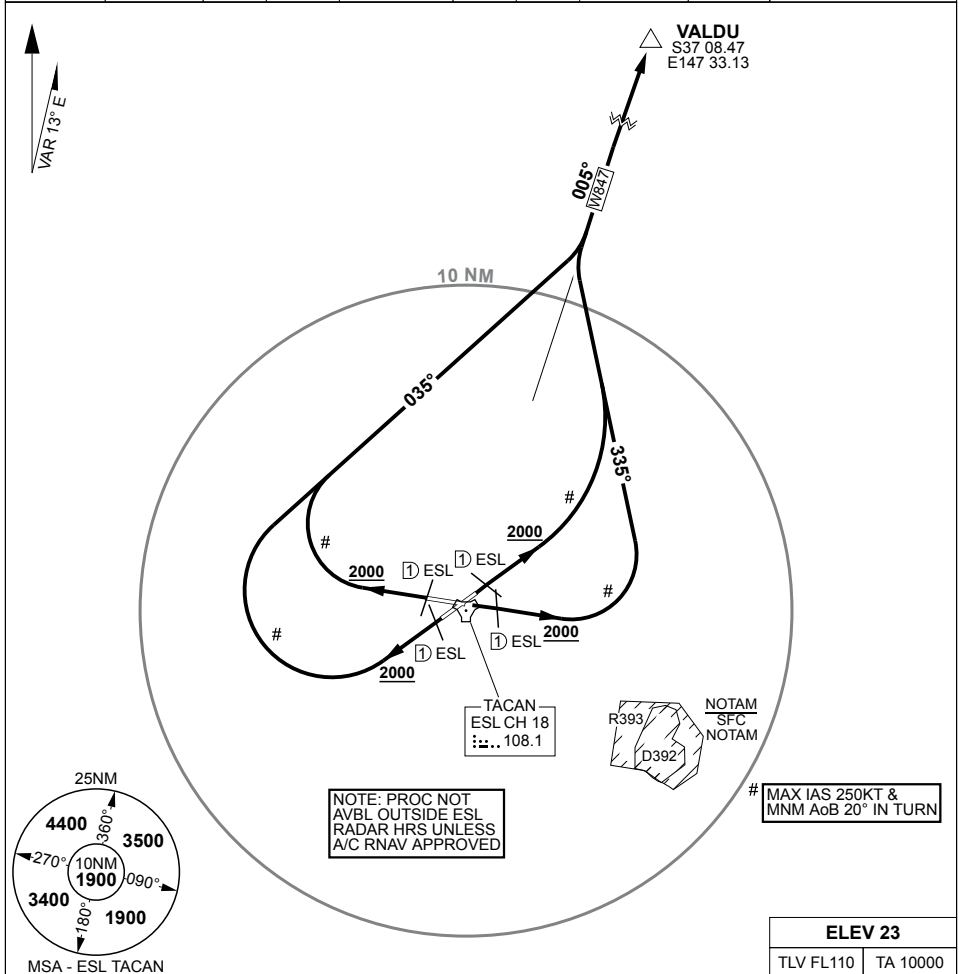 VALDU
S37 08.47
E147 33.13
VAR 13° E
005°
W847
10 NM
035°
335°
#
#
2000
2000
1 ESL
1 ESL
#
#
2000
1 ESL
1 ESL
2000
TACAN
ESL CH 18
108.1
R393
D392
NOTAM
SFC
NOTAM
# MAX IAS 250KT &
MNM AoB 20° IN TURN
NOTE: PROC NOT
AVBL OUTSIDE ESL
RADAR HRS UNLESS
A/C RNAV APPROVED
25NM
4400
360°
3500
270°
10NM
1900
090°
3400
180°
1900
MSA - ESL TACAN
ELEV 23
TLV FL110
TA 10000